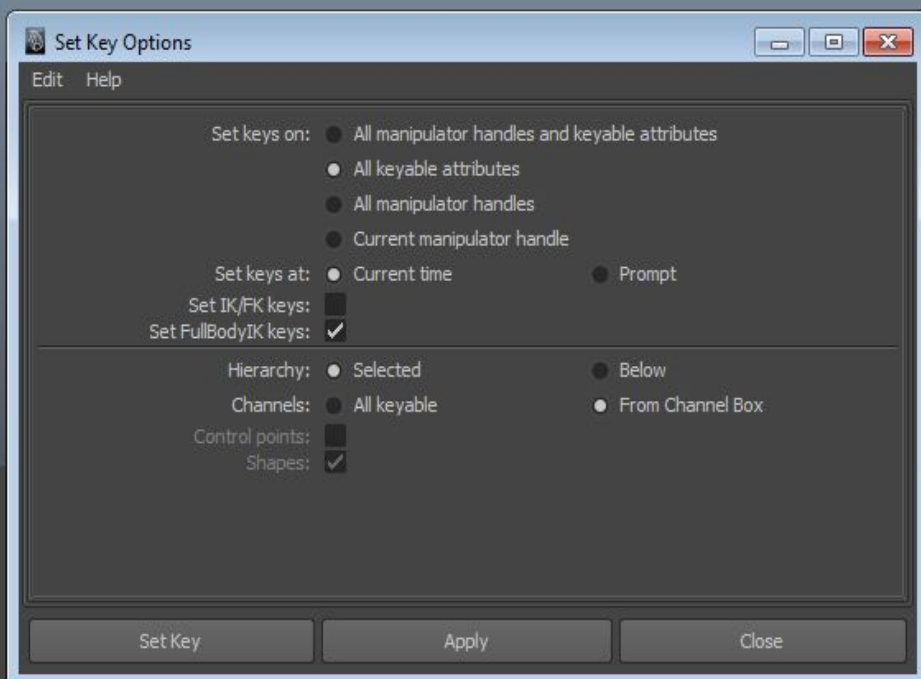 Set Key Options
Edit Help
Set keys on: All manipulator handles and keyable attributes
All keyable attributes
All manipulator handles
Current manipulator handle
Set keys at: Current time Prompt
Set IK/FK keys:
Set FullBodyIK keys:
Hierarchy: Selected Below
Channels: All keyable From Channel Box
Control points:
Shapes:
Set Key Apply Close